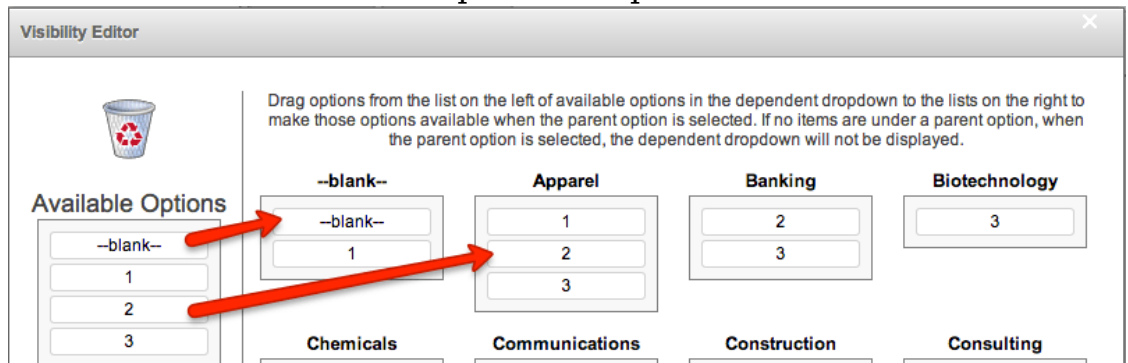 Visibility Editor
Drag options from the list on the left of available options in the dependent dropdown to the lists on the right to
make those options available when the parent option is selected. If no items are under a parent option, when
the parent option is selected, the dependent dropdown will not be displayed.
Available Options
--blank--
1
2
3
--blank--
--blank--
1
Apparel
1
2
3
Banking
2
3
Biotechnology
3
Chemicals
Communications
Construction
Consulting